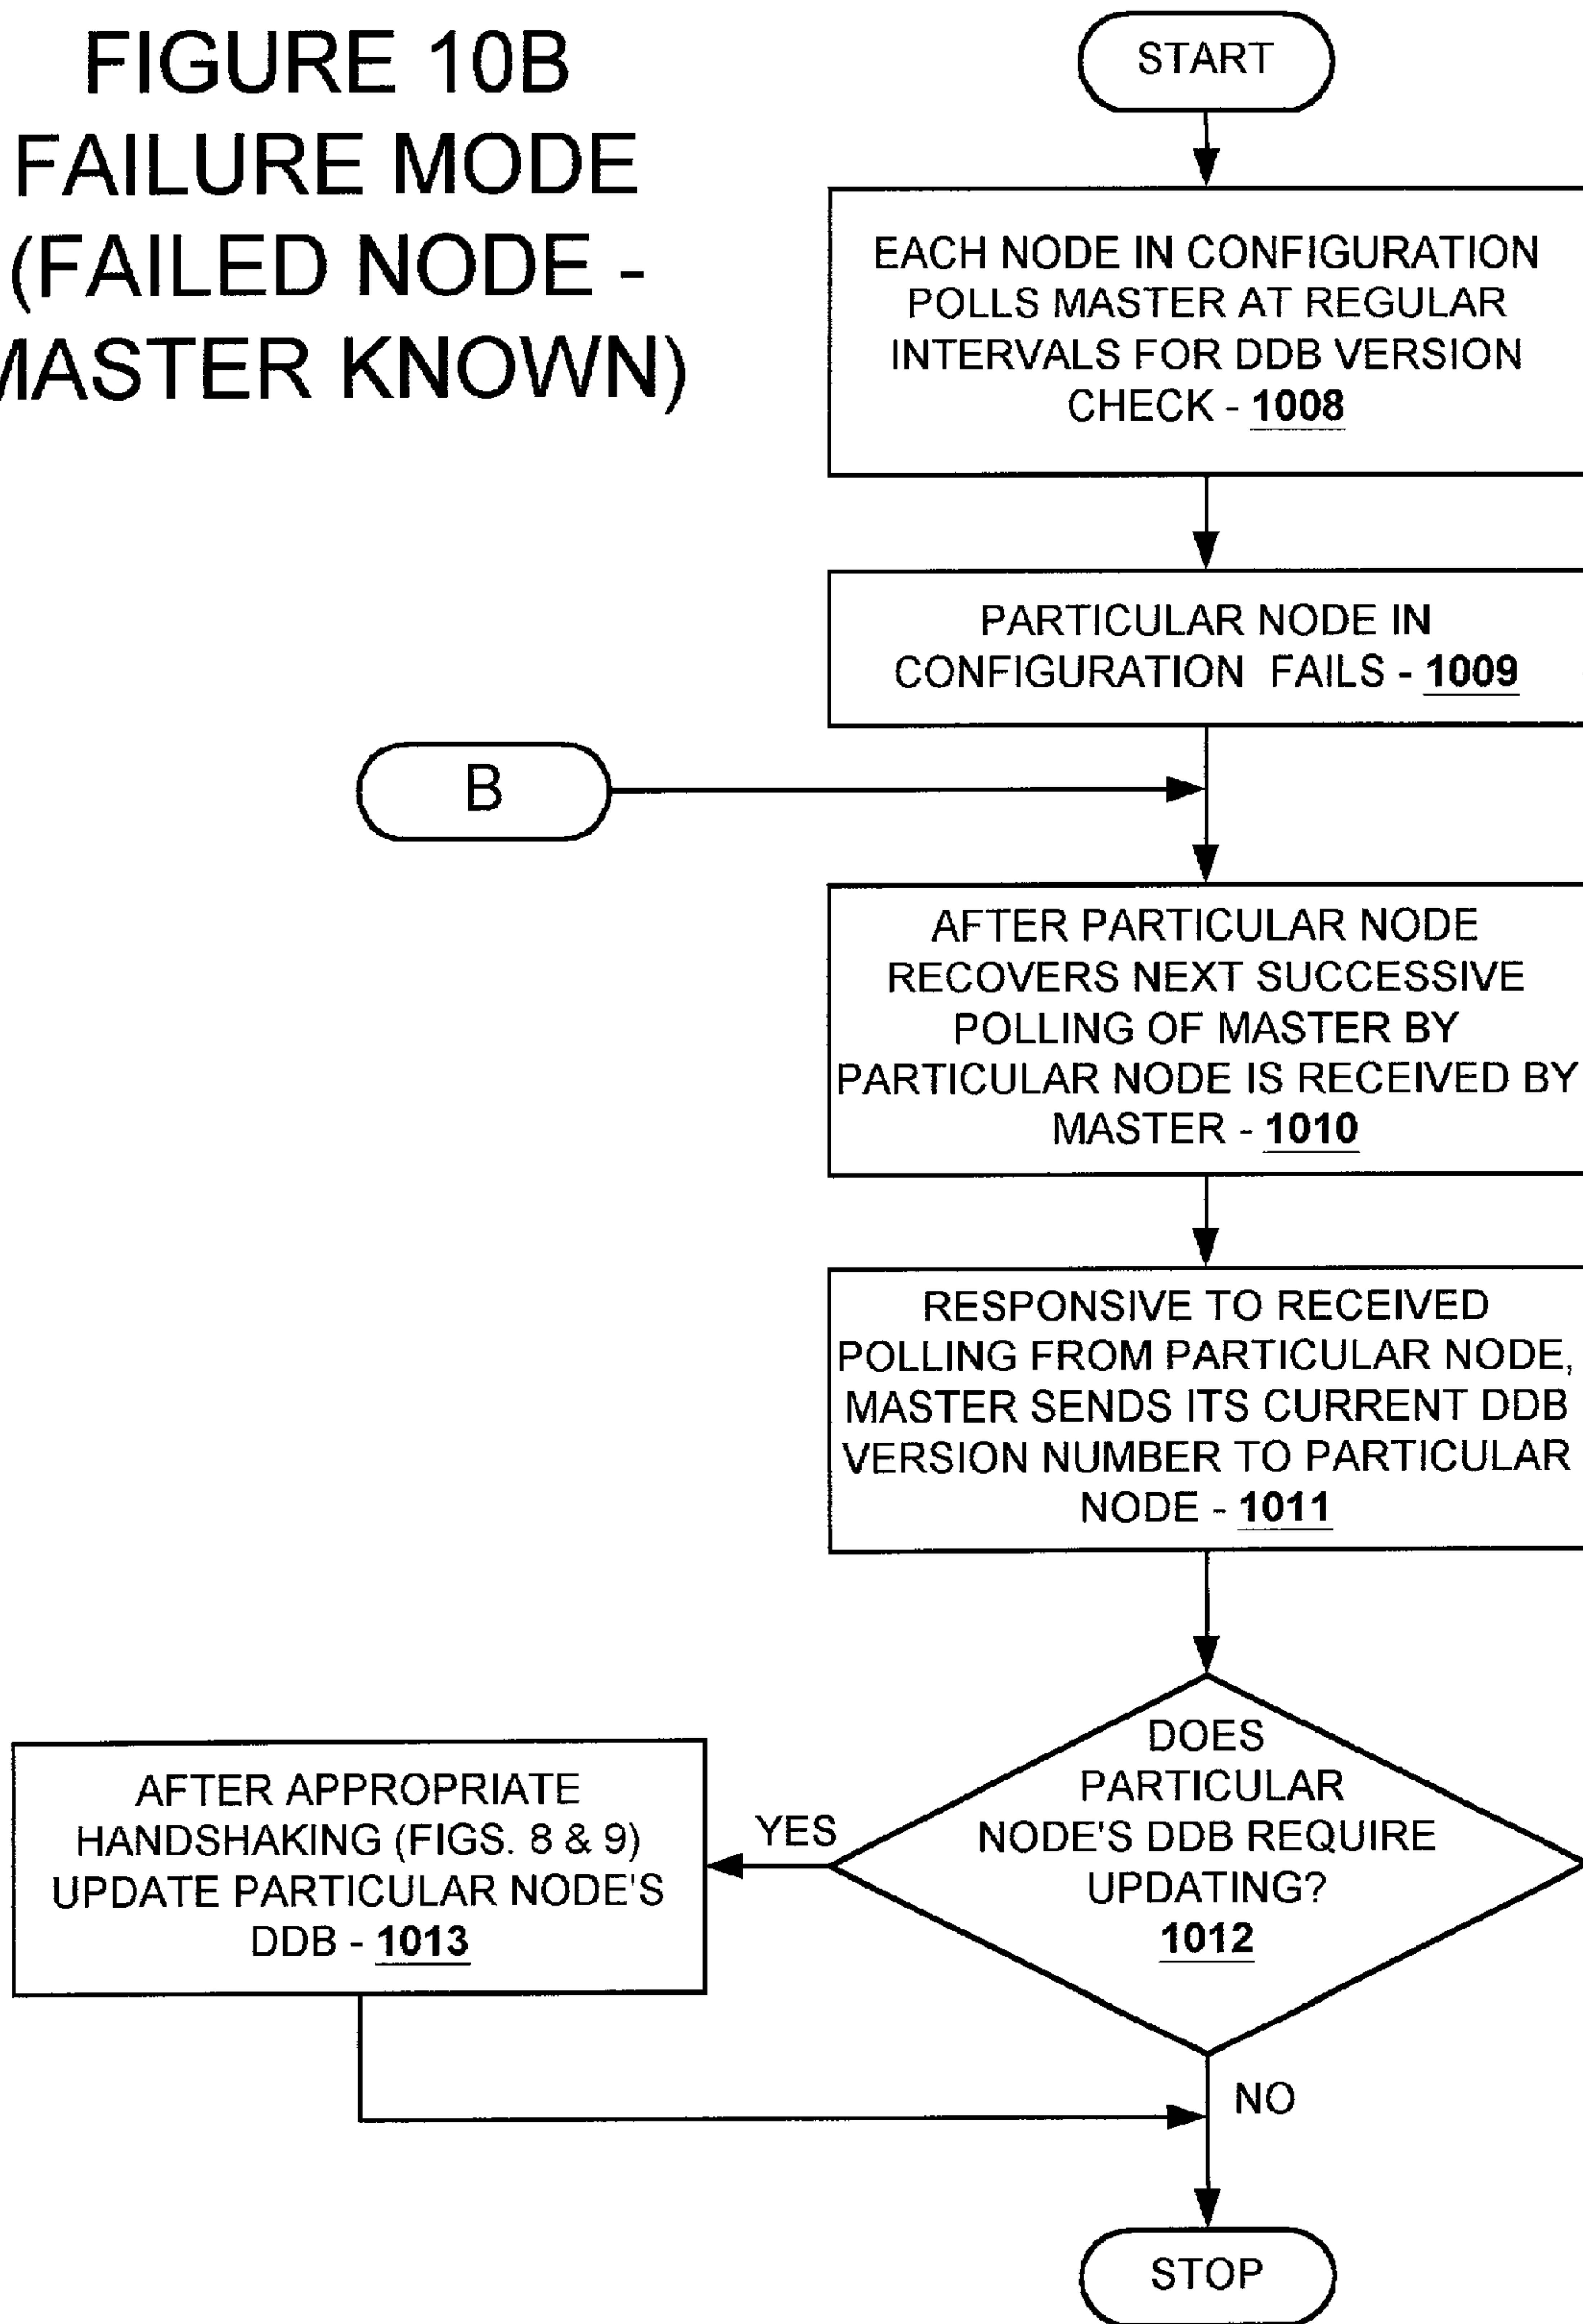 FIGURE 10B
FAILURE MODE
(FAILED NODE -
MASTER KNOWN)
START
EACH NODE IN CONFIGURATION
POLLS MASTER AT REGULAR
INTERVALS FOR DDB VERSION
CHECK - 1008
PARTICULAR NODE IN
CONFIGURATION FAILS - 1009
B
AFTER PARTICULAR NODE
RECOVERS NEXT SUCCESSIVE
POLLING OF MASTER BY
PARTICULAR NODE IS RECEIVED BY
MASTER - 1010
RESPONSIVE TO RECEIVED
POLLING FROM PARTICULAR NODE,
MASTER SENDS ITS CURRENT DDB
VERSION NUMBER TO PARTICULAR
NODE - 1011
DOES
PARTICULAR
NODE'S DDB REQUIRE
UPDATING?
1012
YES
AFTER APPROPRIATE
HANDSHAKING (FIGS. 8 & 9)
UPDATE PARTICULAR NODE'S
DDB - 1013
NO
STOP